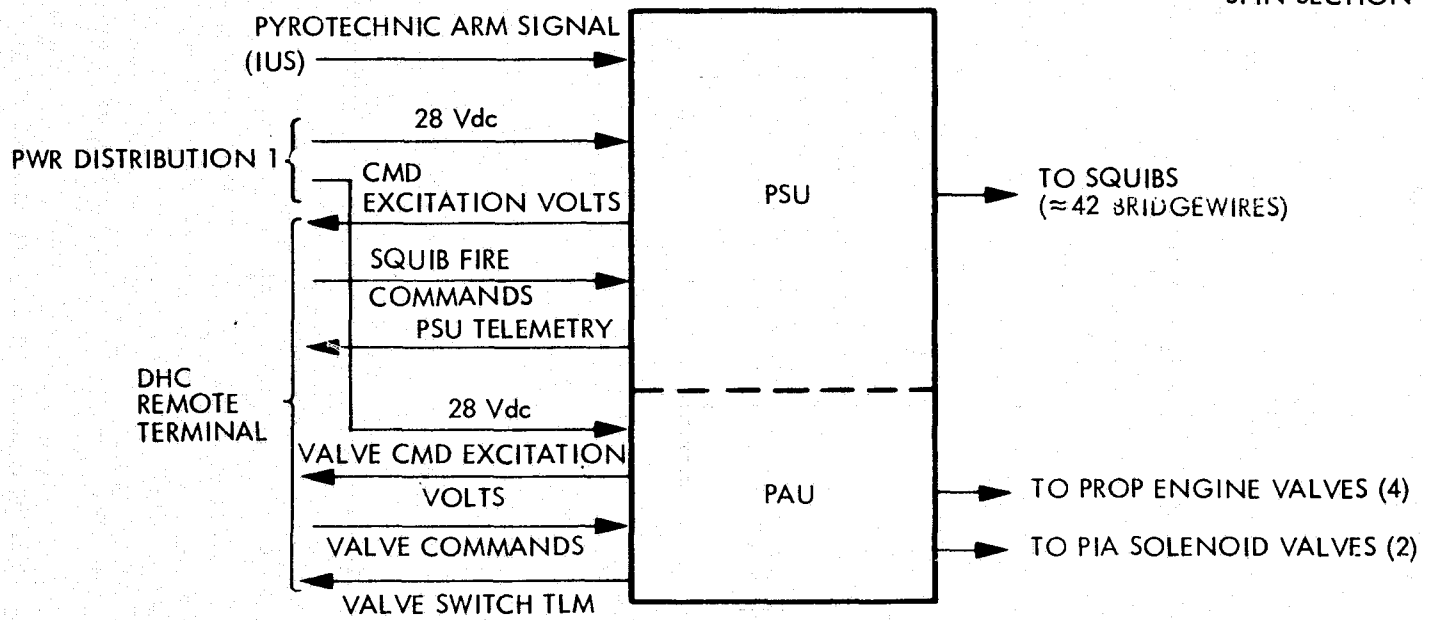 SPIN SECTION
PYROTECHNIC ARM SIGNAL
(IUS)
28 Vdc
PWR DISTRIBUTION 1
CMD
EXCITATION VOLTS
PSU
TO SQUIBS
(≈42 BRIDGEWIRES)
SQUIB FIRE
COMMANDS
PSU TELEMETRY
DHC
REMOTE
TERMINAL
28 Vdc
VALVE CMD EXCITATION
VOLTS
PAU
TO PROP ENGINE VALVES (4)
VALVE COMMANDS
TO PIA SOLENOID VALVES (2)
VALVE SWITCH TLM